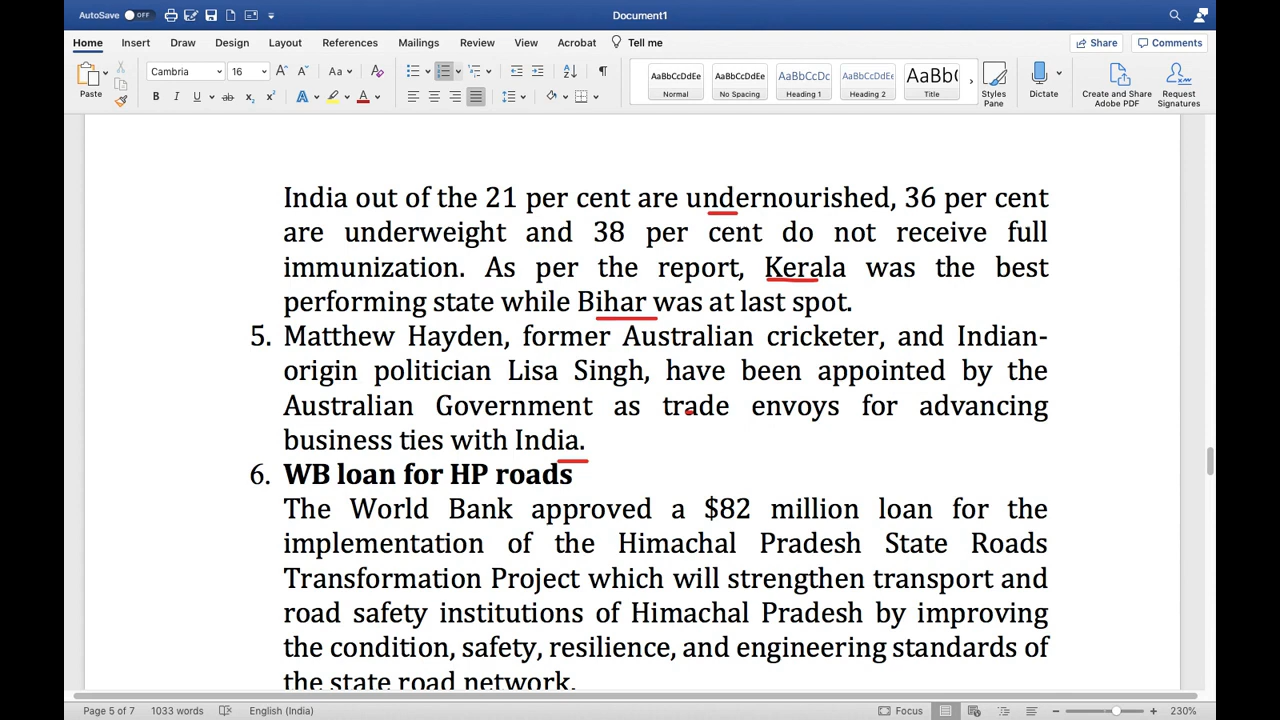 AutoSave OFF Document1
Home Insert Draw Design Layout References Mailings Review View Acrobat Tell me Share Comments
Cambria 16 Aa
AaBbCcDdEe AaBbCcDdEe AaBbCcDc AaBbCcDdEe AaBb(
Paste Normal No Spacing Heading 1 Heading 2 Title Styles Pane Dictate Create and Share Adobe PDF Request Signatures
India out of the 21 per cent are undernourished, 36 per cent
are underweight and 38 per cent do not receive full
immunization. As per the report, Kerala was the best
performing state while Bihar was at last spot.
5. Matthew Hayden, former Australian cricketer, and Indian-
origin politician Lisa Singh, have been appointed by the
Australian Government as trade envoys for advancing
business ties with India.
6. WB loan for HP roads
The World Bank approved a $82 million loan for the
implementation of the Himachal Pradesh State Roads
Transformation Project which will strengthen transport and
road safety institutions of Himachal Pradesh by improving
the condition, safety, resilience, and engineering standards of
the state road network.
Page 5 of 7 1033 words English (India) Focus 230%